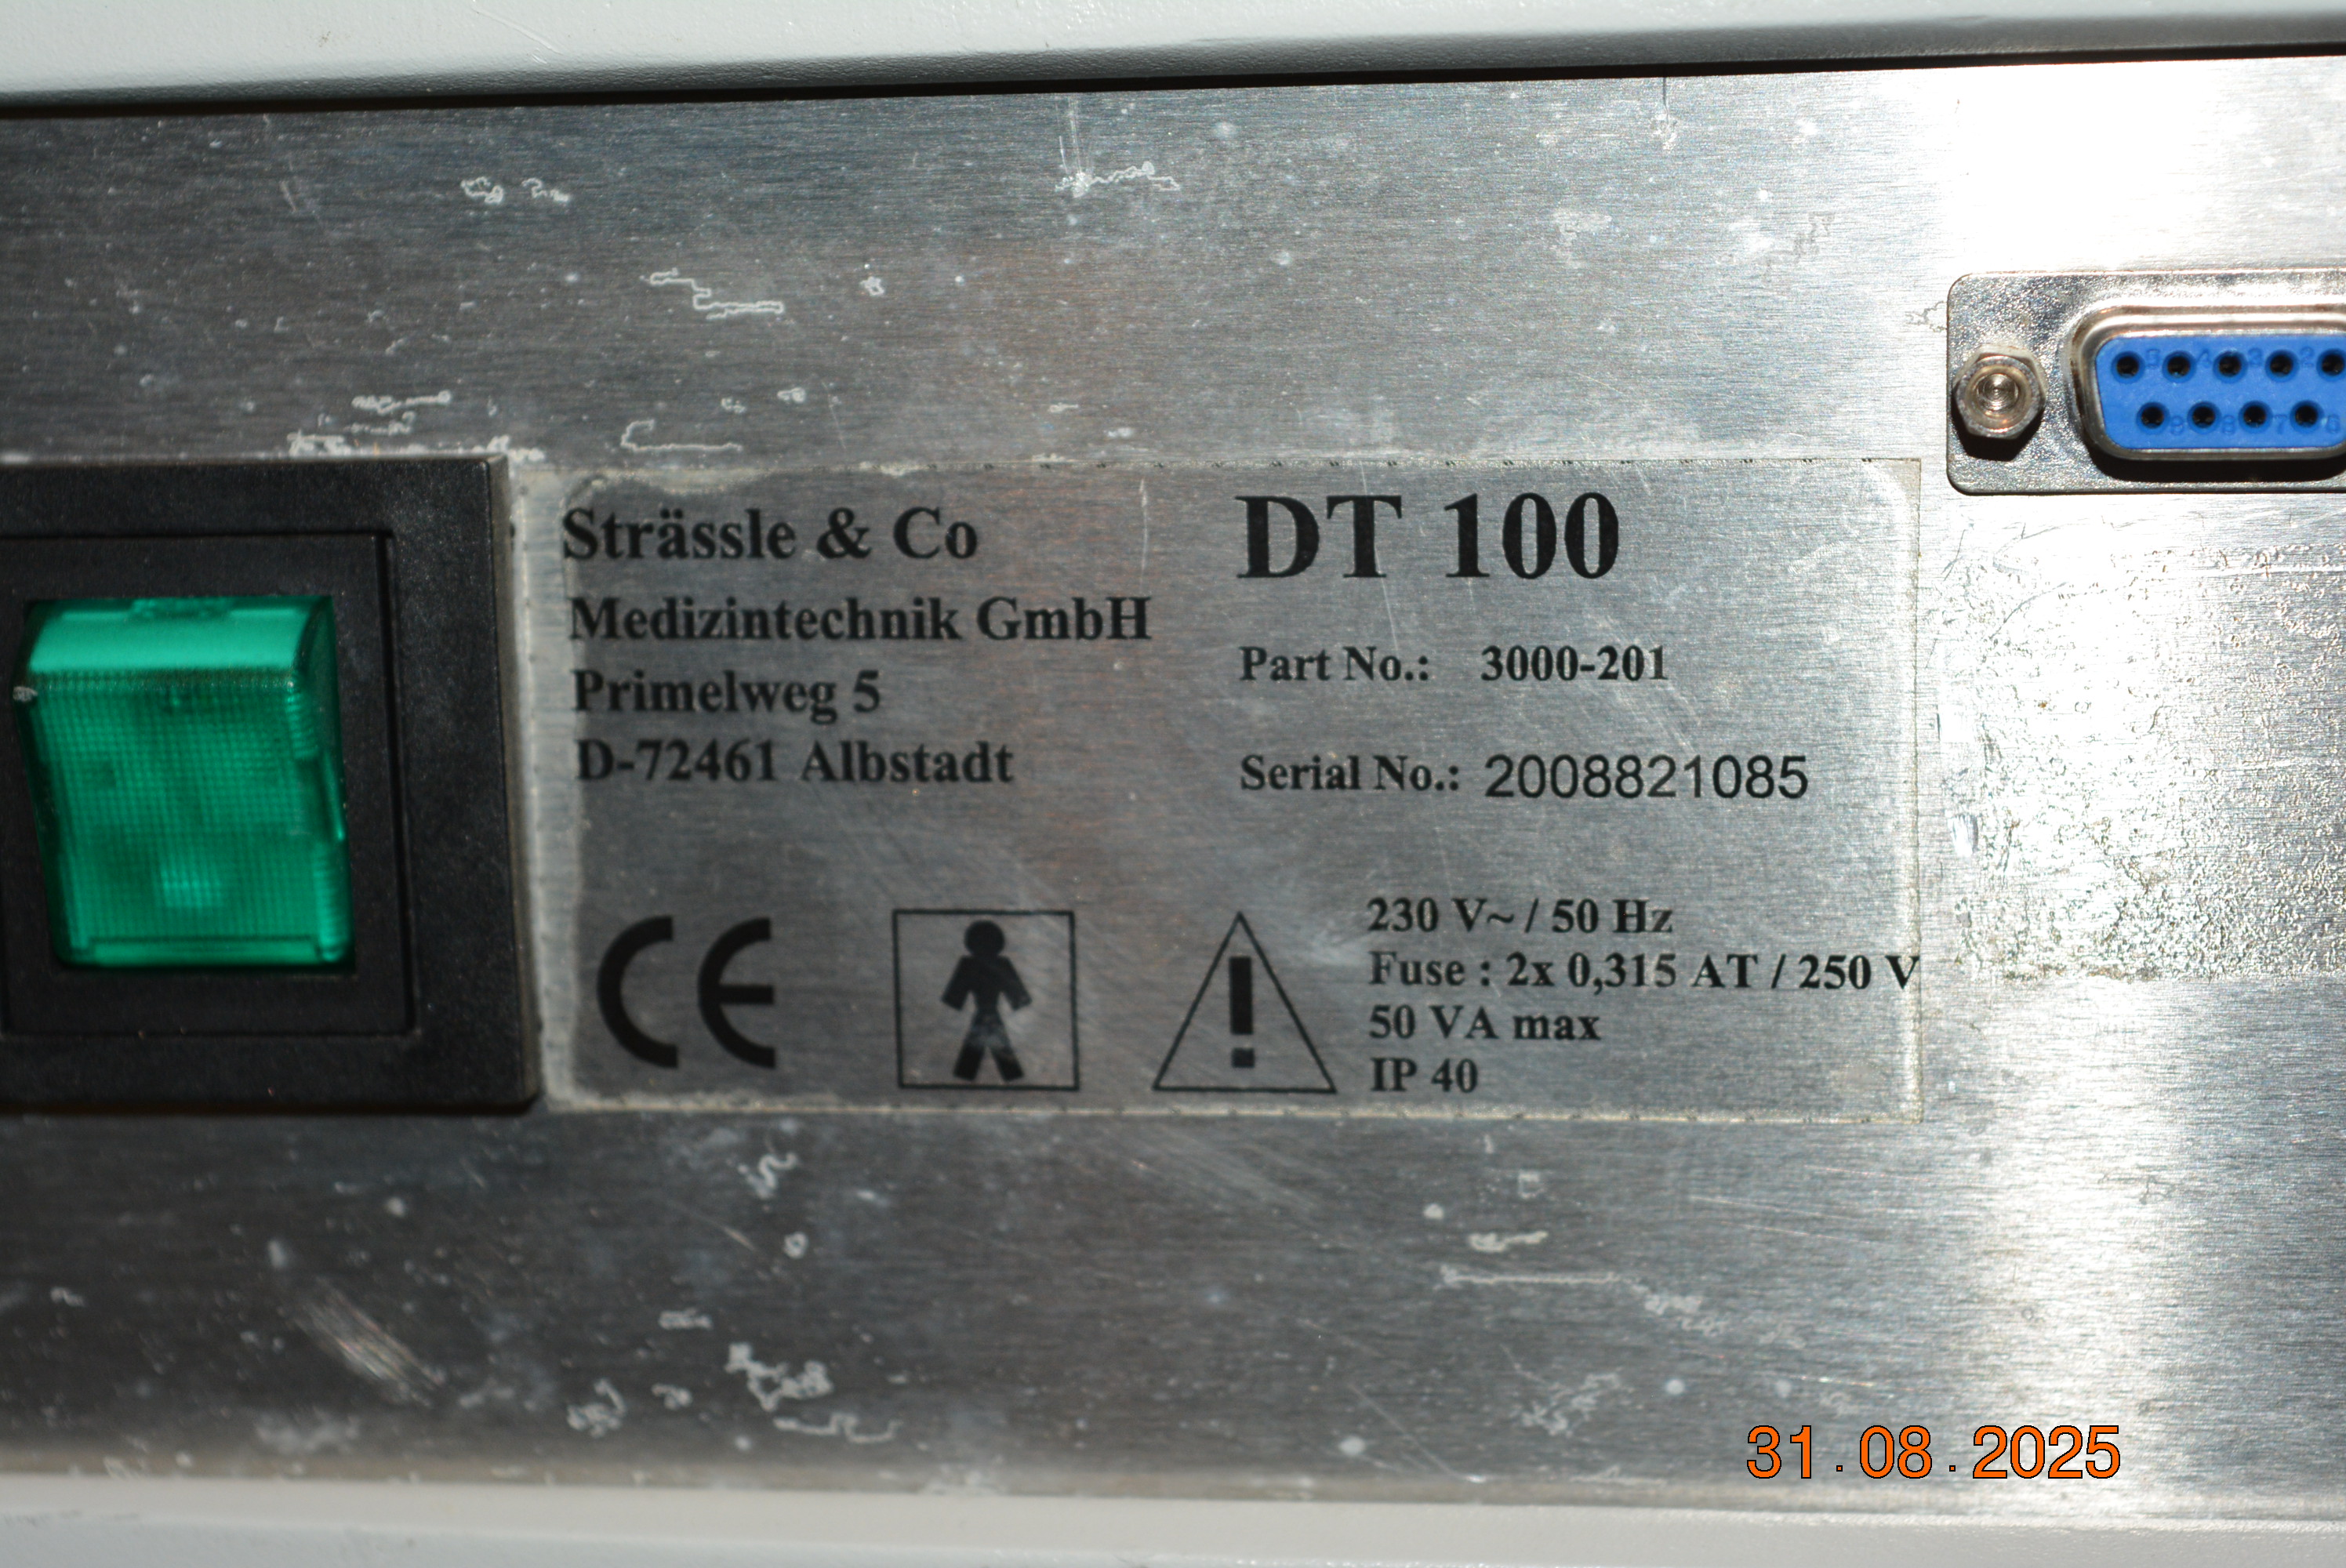 Strässle & Co
Medizintechnik GmbH
Primelweg 5
D-72461 Albstadt
DT 100
Part No.: 3000-201
Serial No.: 2008821085
CE
230 V~ / 50 Hz
Fuse : 2x 0,315 AT / 250 V
50 VA max
IP 40
31.08.2025